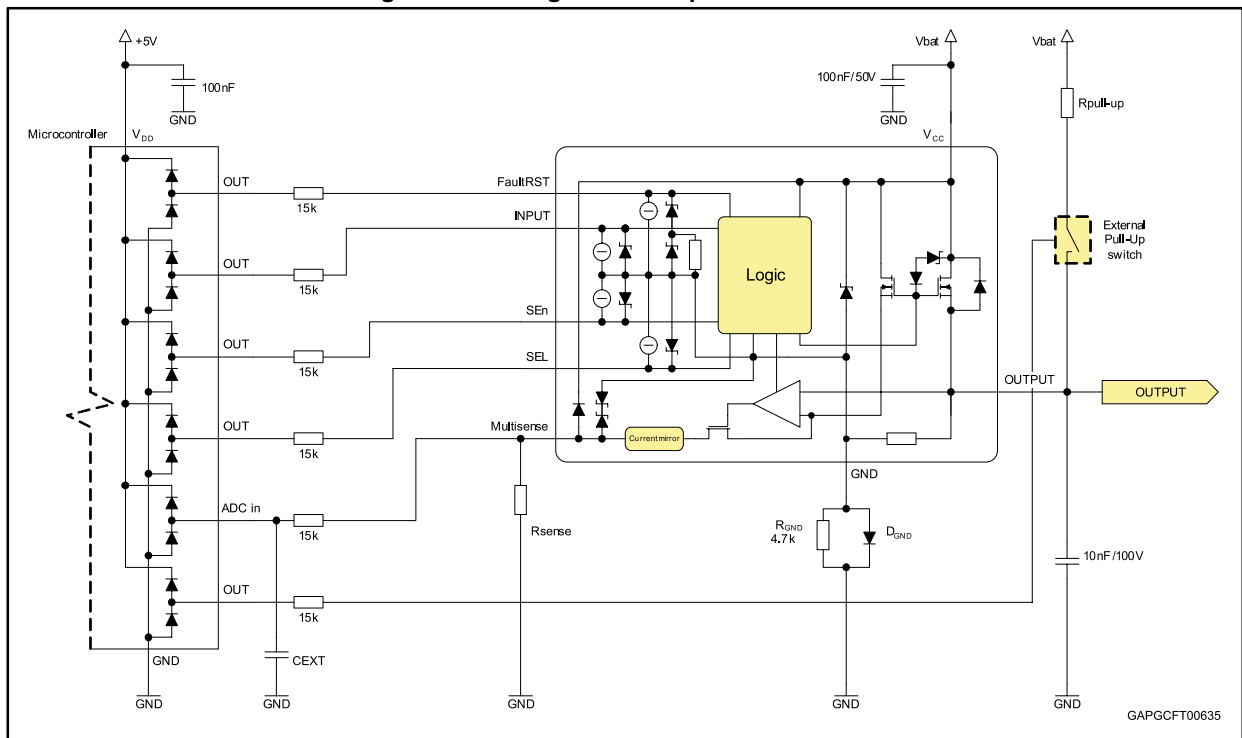 +5V
Vbat
Vbat
100nF
100nF/50V
GND
GND
Rpull-up
Microcontroller
VDD
VCC
OUT
15k
FaultRST
INPUT
OUT
15k
External
Pull-Up
switch
Logic
SEn
OUT
15k
SEL
OUTPUT
OUTPUT
OUT
15k
Multisense
Current mirror
GND
ADC in
15k
Rsense
RGND
4.7k
DGND
10nF/100V
OUT
15k
GND
CEXT
GND
GND
GND
GND
GND
GAPGCFT00635